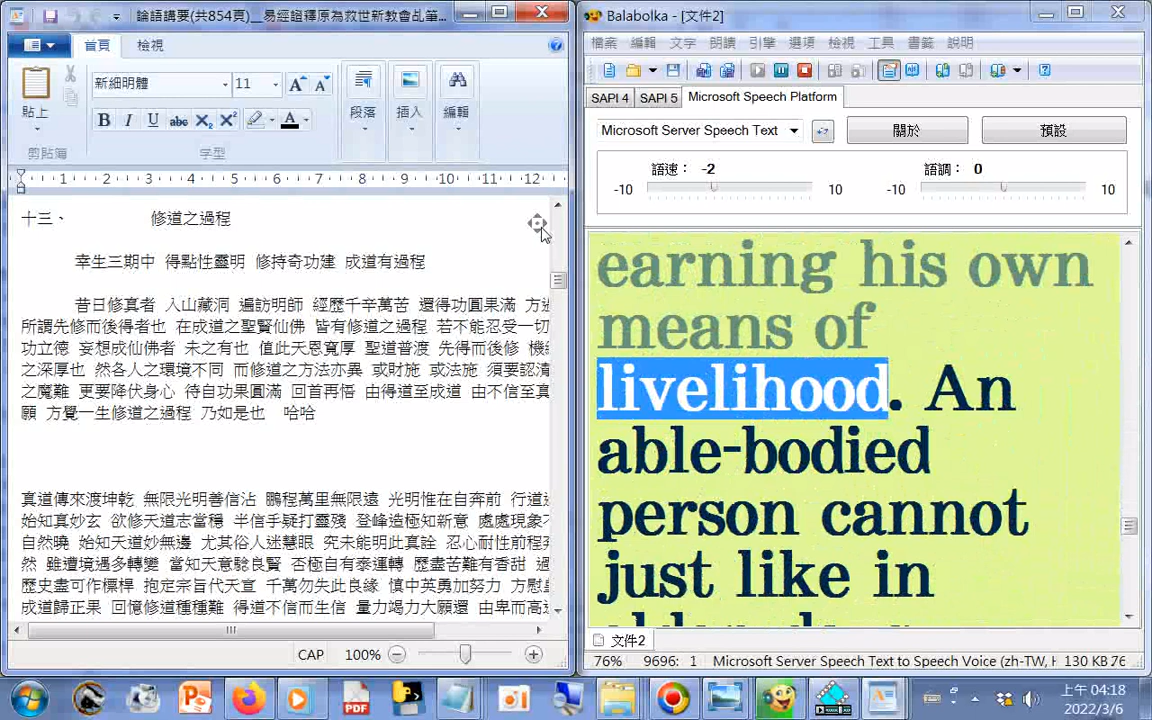 論語講要(共854頁)__易經證釋原為救世新教會乩筆...
首頁
檢視
貼上
新細明體
11
段落
插入
編輯
剪貼簿
字型
1 2 3 4 5 6 7 8 9 10 11 12
十三、 修道之過程
幸生三期中 得點性靈明 修持奇功建 成道有過程
昔日修真者 入山藏洞 遍訪明師 經歷千辛萬苦 還得功圓果滿 方
所謂先修而後得者也 在成道之聖賢仙佛 皆有修道之過程 若不能忍受一切
功立德 妄想成仙佛者 未之有也 值此天恩寬厚 聖道普渡 先得而後修 機
之深厚也 然各人之環境不同 而修道之方法亦異 或財施 或法施 須要認清
之魔難 更要降伏身心 待自功果圓滿 回首再悟 由得道至成道 由不信至真
願 方覺一生修道之過程 乃如是也 哈哈
真道傳來渡坤乾 無限光明善信沾 鵬程萬里無限遠 光明惟在自奔前 行道
始知真妙玄 欲修天道志當穩 半信半疑打靈殘 登峰造極知新意 處處現象
自然曉 始知天道妙無邊 尤其俗人迷慧眼 究未能明此真詮 忍心耐性前程
然 雖遭境遇多轉變 當知天意騐良賢 否極自有泰運轉 歷盡苦難有香甜 過
歷史盡可作標桿 抱定宗旨代天宣 千萬勿失此良緣 慎中英勇加努力 方慰
成道歸正果 回憶修道種種難 得道不信而生信 量力竭力大願還 由卑而高
CAP 100%
Balabolka - [文件2]
檔案 編輯 文字 朗讀 引擎 選項 檢視 工具 書籤 說明
SAPI 4 SAPI 5 Microsoft Speech Platform
Microsoft Server Speech Text
關於
預設
語速： -2
語調： 0
-10 10 -10 10
earning his own
means of
livelihood. An
able-bodied
person cannot
just like in
文件2
76% 9696: 1 Microsoft Server Speech Text to Speech Voice (zh-TW, H 130 KB 76
上午 04:18
2022/3/6